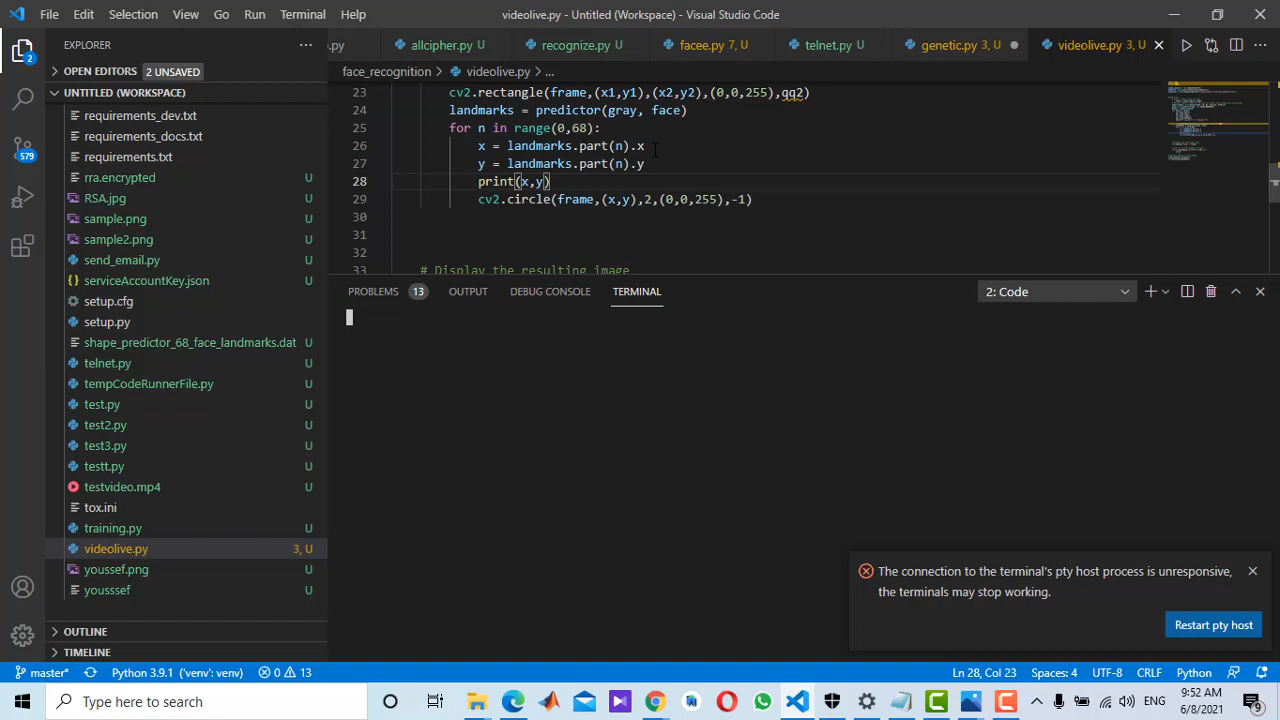 File Edit Selection View Go Run Terminal Help
videolive.py - Untitled (Workspace) - Visual Studio Code
EXPLORER
.py
allcipher.py U
recognize.py U
facee.py 7, U
telnet.py U
genetic.py 3, U
videolive.py 3, U
OPEN EDITORS 2 UNSAVED
UNTITLED (WORKSPACE)
requirements_dev.txt U
requirements_docs.txt U
requirements.txt U
rra.encrypted U
RSA.jpg U
sample.png U
sample2.png U
send_email.py U
serviceAccountKey.json U
setup.cfg
setup.py
shape_predictor_68_face_landmarks.dat U
telnet.py U
tempCodeRunnerFile.py U
test.py U
test2.py U
test3.py U
testt.py U
testvideo.mp4 U
tox.ini
training.py U
videolive.py 3, U
youssef.png U
yousssef U
OUTLINE
TIMELINE
2
579
face_recognition > videolive.py > ...
23 cv2.rectangle(frame,(x1,y1),(x2,y2),(0,0,255),qq2)
24 landmarks = predictor(gray, face)
25 for n in range(0,68):
26 x = landmarks.part(n).x
27 y = landmarks.part(n).y
28 print(x,y)
29 cv2.circle(frame,(x,y),2,(0,0,255),-1)
30
31
32
33 # Display the resulting image
PROBLEMS 13 OUTPUT DEBUG CONSOLE TERMINAL
2: Code
The connection to the terminal's pty host process is unresponsive,
the terminals may stop working.
Restart pty host
master* Python 3.9.1 ('venv': venv) 0 13
Ln 28, Col 23 Spaces: 4 UTF-8 CRLF Python
Type here to search
ENG
9:52 AM
6/8/2021
9